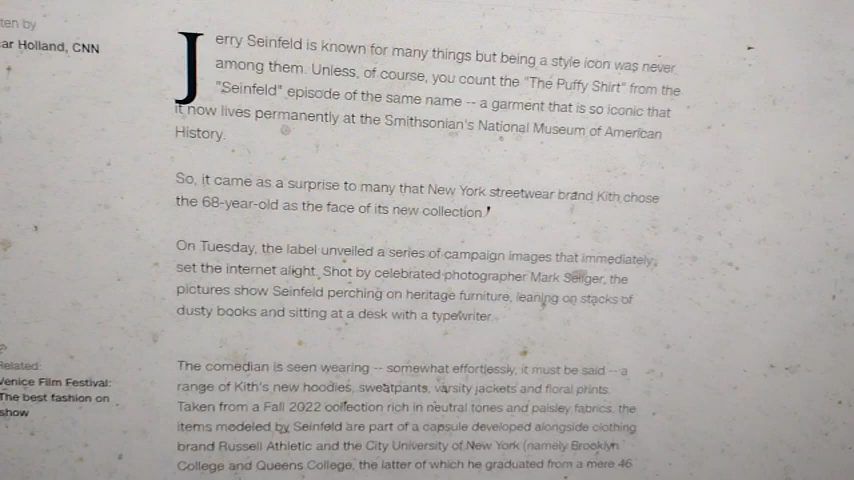 ten by
ar Holland, CNN
Jerry Seinfeld is known for many things but being a style icon was never
among them. Unless, of course, you count the "The Puffy Shirt" from the
"Seinfeld" episode of the same name -- a garment that is so iconic that
it now lives permanently at the Smithsonian's National Museum of American
History.
So, it came as a surprise to many that New York streetwear brand Kith chose
the 68-year-old as the face of its new collection.
On Tuesday, the label unveiled a series of campaign images that immediately
set the internet alight. Shot by celebrated photographer Mark Seliger, the
pictures show Seinfeld perching on heritage furniture, leaning on stacks of
dusty books and sitting at a desk with a typewriter.
Related:
Venice Film Festival:
The best fashion on
show
The comedian is seen wearing -- somewhat effortlessly, it must be said -- a
range of Kith's new hoodies, sweatpants, varsity jackets and floral prints.
Taken from a Fall 2022 collection rich in neutral tones and paisley fabrics, the
items modeled by Seinfeld are part of a capsule developed alongside clothing
brand Russell Athletic and the City University of New York (namely Brooklyn
College and Queens College, the latter of which he graduated from a mere 46